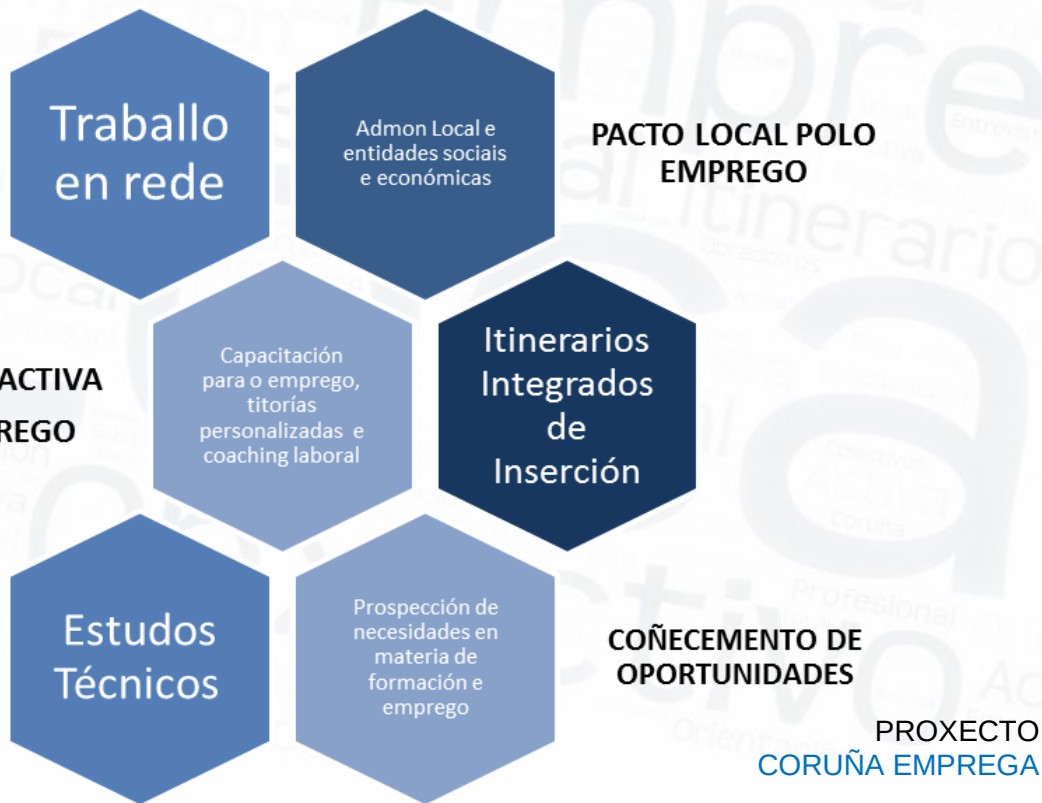 Traballo
en rede
Admon Local e
entidades sociais
e económicas
PACTO LOCAL POLO
EMPREGO
ACTIVA
REGO
Capacitación
para o emprego,
titorías
personalizadas e
coaching laboral
Itinerarios
Integrados
de
Inserción
Estudos
Técnicos
Prospección de
necesidades en
materia de
formación e
emprego
COÑECEMENTO DE
OPORTUNIDADES
PROXECTO
CORUÑA EMPREGA